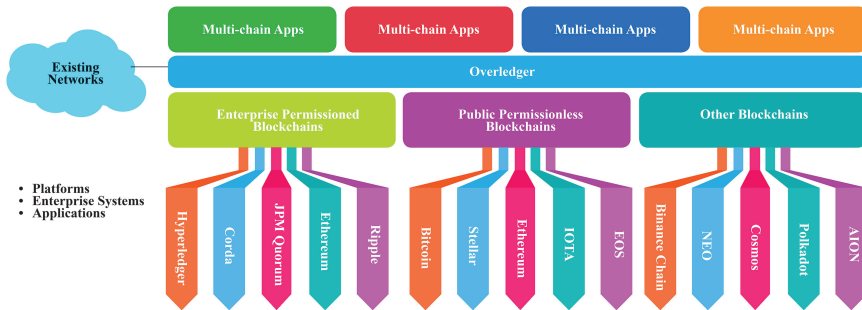 Multi-chain Apps
Multi-chain Apps
Multi-chain Apps
Multi-chain Apps
Existing
Networks
Overledger
Enterprise Permissioned
Blockchains
Public Permissionless
Blockchains
Other Blockchains
• Platforms
• Enterprise Systems
• Applications
Hyperledger
Corda
JPM Quorum
Ethereum
Ripple
Bitcoin
Stellar
Ethereum
IOTA
EOS
Binance Chain
NEO
Cosmos
Polkadot
AION